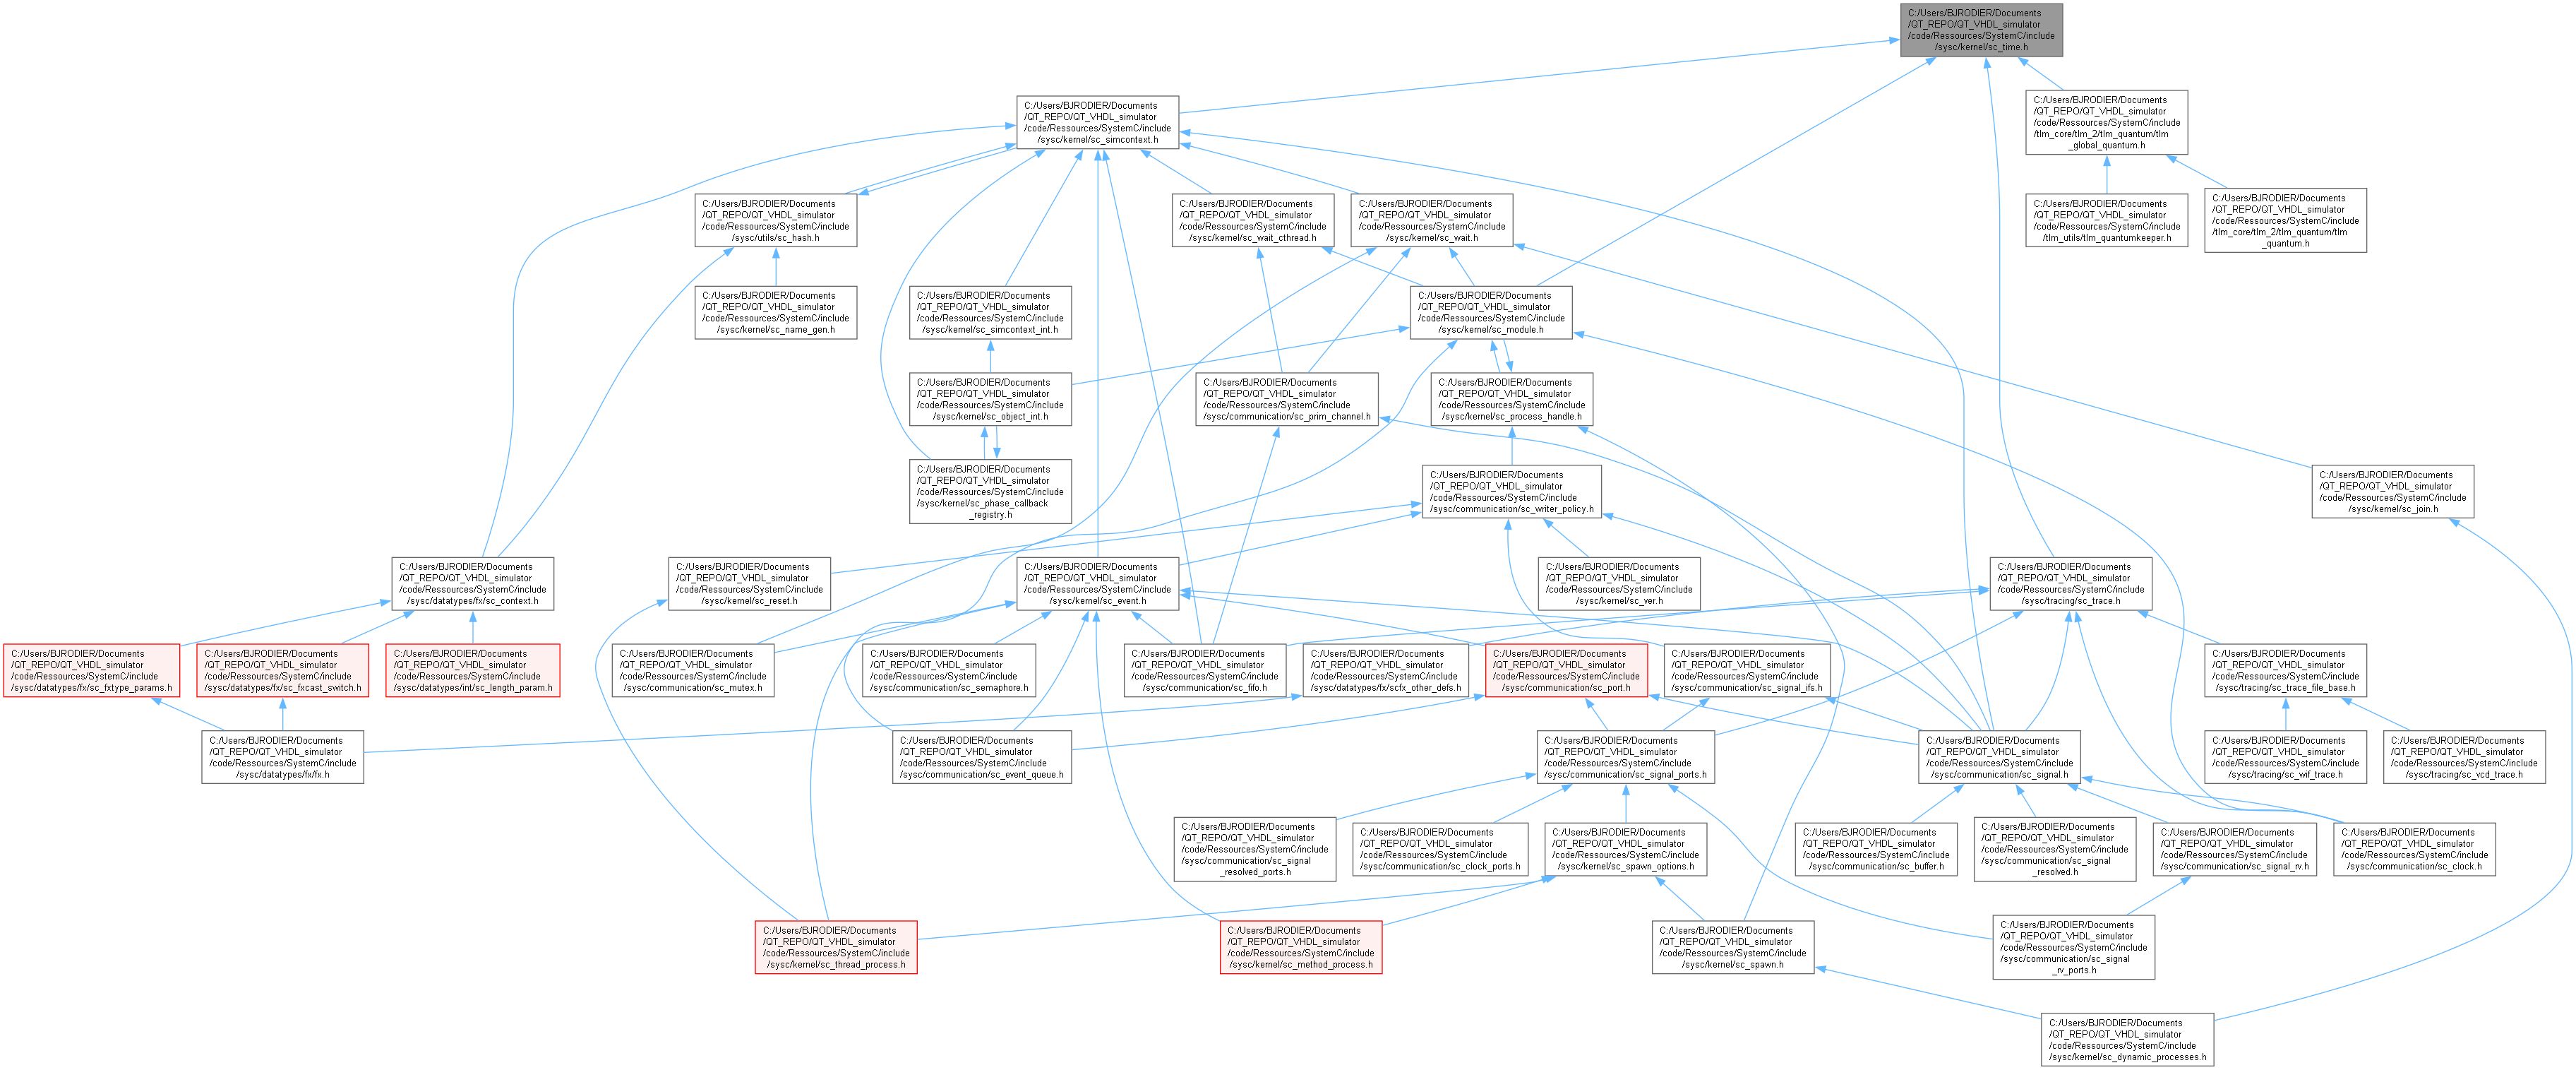 C:/Users/BJRODIER/Documents
/QT_REPO/QT_VHDL_simulator
/code/Ressources/SystemC/include
/sysc/kernel/sc_time.h
C:/Users/BJRODIER/Documents
/QT_REPO/QT_VHDL_simulator
/code/Ressources/SystemC/include
/sysc/kernel/sc_simcontext.h
C:/Users/BJRODIER/Documents
/QT_REPO/QT_VHDL_simulator
/code/Ressources/SystemC/include
/tlm_core/tlm_2/tlm_quantum/tlm
_global_quantum.h
C:/Users/BJRODIER/Documents
/QT_REPO/QT_VHDL_simulator
/code/Ressources/SystemC/include
/sysc/utils/sc_hash.h
C:/Users/BJRODIER/Documents
/QT_REPO/QT_VHDL_simulator
/code/Ressources/SystemC/include
/sysc/kernel/sc_wait_cthread.h
C:/Users/BJRODIER/Documents
/QT_REPO/QT_VHDL_simulator
/code/Ressources/SystemC/include
/sysc/kernel/sc_wait.h
C:/Users/BJRODIER/Documents
/QT_REPO/QT_VHDL_simulator
/code/Ressources/SystemC/include
/tlm_utils/tlm_quantumkeeper.h
C:/Users/BJRODIER/Documents
/QT_REPO/QT_VHDL_simulator
/code/Ressources/SystemC/include
/tlm_core/tlm_2/tlm_quantum/tlm
_quantum.h
C:/Users/BJRODIER/Documents
/QT_REPO/QT_VHDL_simulator
/code/Ressources/SystemC/include
/sysc/kernel/sc_name_gen.h
C:/Users/BJRODIER/Documents
/QT_REPO/QT_VHDL_simulator
/code/Ressources/SystemC/include
/sysc/kernel/sc_simcontext_int.h
C:/Users/BJRODIER/Documents
/QT_REPO/QT_VHDL_simulator
/code/Ressources/SystemC/include
/sysc/kernel/sc_module.h
C:/Users/BJRODIER/Documents
/QT_REPO/QT_VHDL_simulator
/code/Ressources/SystemC/include
/sysc/kernel/sc_object_int.h
C:/Users/BJRODIER/Documents
/QT_REPO/QT_VHDL_simulator
/code/Ressources/SystemC/include
/sysc/communication/sc_prim_channel.h
C:/Users/BJRODIER/Documents
/QT_REPO/QT_VHDL_simulator
/code/Ressources/SystemC/include
/sysc/kernel/sc_process_handle.h
C:/Users/BJRODIER/Documents
/QT_REPO/QT_VHDL_simulator
/code/Ressources/SystemC/include
/sysc/kernel/sc_phase_callback
_registry.h
C:/Users/BJRODIER/Documents
/QT_REPO/QT_VHDL_simulator
/code/Ressources/SystemC/include
/sysc/communication/sc_writer_policy.h
C:/Users/BJRODIER/Documents
/QT_REPO/QT_VHDL_simulator
/code/Ressources/SystemC/include
/sysc/kernel/sc_join.h
C:/Users/BJRODIER/Documents
/QT_REPO/QT_VHDL_simulator
/code/Ressources/SystemC/include
/sysc/datatypes/fx/sc_context.h
C:/Users/BJRODIER/Documents
/QT_REPO/QT_VHDL_simulator
/code/Ressources/SystemC/include
/sysc/kernel/sc_reset.h
C:/Users/BJRODIER/Documents
/QT_REPO/QT_VHDL_simulator
/code/Ressources/SystemC/include
/sysc/kernel/sc_event.h
C:/Users/BJRODIER/Documents
/QT_REPO/QT_VHDL_simulator
/code/Ressources/SystemC/include
/sysc/kernel/sc_ver.h
C:/Users/BJRODIER/Documents
/QT_REPO/QT_VHDL_simulator
/code/Ressources/SystemC/include
/sysc/tracing/sc_trace.h
C:/Users/BJRODIER/Documents
/QT_REPO/QT_VHDL_simulator
/code/Ressources/SystemC/include
/sysc/datatypes/fx/sc_fxtype_params.h
C:/Users/BJRODIER/Documents
/QT_REPO/QT_VHDL_simulator
/code/Ressources/SystemC/include
/sysc/datatypes/fx/sc_fxcast_switch.h
C:/Users/BJRODIER/Documents
/QT_REPO/QT_VHDL_simulator
/code/Ressources/SystemC/include
/sysc/datatypes/int/sc_length_param.h
C:/Users/BJRODIER/Documents
/QT_REPO/QT_VHDL_simulator
/code/Ressources/SystemC/include
/sysc/communication/sc_mutex.h
C:/Users/BJRODIER/Documents
/QT_REPO/QT_VHDL_simulator
/code/Ressources/SystemC/include
/sysc/communication/sc_semaphore.h
C:/Users/BJRODIER/Documents
/QT_REPO/QT_VHDL_simulator
/code/Ressources/SystemC/include
/sysc/communication/sc_fifo.h
C:/Users/BJRODIER/Documents
/QT_REPO/QT_VHDL_simulator
/code/Ressources/SystemC/include
/sysc/datatypes/fx/scfx_other_defs.h
C:/Users/BJRODIER/Documents
/QT_REPO/QT_VHDL_simulator
/code/Ressources/SystemC/include
/sysc/communication/sc_port.h
C:/Users/BJRODIER/Documents
/QT_REPO/QT_VHDL_simulator
/code/Ressources/SystemC/include
/sysc/communication/sc_signal_ifs.h
C:/Users/BJRODIER/Documents
/QT_REPO/QT_VHDL_simulator
/code/Ressources/SystemC/include
/sysc/tracing/sc_trace_file_base.h
C:/Users/BJRODIER/Documents
/QT_REPO/QT_VHDL_simulator
/code/Ressources/SystemC/include
/sysc/datatypes/fx/fx.h
C:/Users/BJRODIER/Documents
/QT_REPO/QT_VHDL_simulator
/code/Ressources/SystemC/include
/sysc/communication/sc_event_queue.h
C:/Users/BJRODIER/Documents
/QT_REPO/QT_VHDL_simulator
/code/Ressources/SystemC/include
/sysc/communication/sc_signal_ports.h
C:/Users/BJRODIER/Documents
/QT_REPO/QT_VHDL_simulator
/code/Ressources/SystemC/include
/sysc/communication/sc_signal.h
C:/Users/BJRODIER/Documents
/QT_REPO/QT_VHDL_simulator
/code/Ressources/SystemC/include
/sysc/tracing/sc_wif_trace.h
C:/Users/BJRODIER/Documents
/QT_REPO/QT_VHDL_simulator
/code/Ressources/SystemC/include
/sysc/tracing/sc_vcd_trace.h
C:/Users/BJRODIER/Documents
/QT_REPO/QT_VHDL_simulator
/code/Ressources/SystemC/include
/sysc/communication/sc_signal
_resolved_ports.h
C:/Users/BJRODIER/Documents
/QT_REPO/QT_VHDL_simulator
/code/Ressources/SystemC/include
/sysc/communication/sc_clock_ports.h
C:/Users/BJRODIER/Documents
/QT_REPO/QT_VHDL_simulator
/code/Ressources/SystemC/include
/sysc/kernel/sc_spawn_options.h
C:/Users/BJRODIER/Documents
/QT_REPO/QT_VHDL_simulator
/code/Ressources/SystemC/include
/sysc/communication/sc_buffer.h
C:/Users/BJRODIER/Documents
/QT_REPO/QT_VHDL_simulator
/code/Ressources/SystemC/include
/sysc/communication/sc_signal
_resolved.h
C:/Users/BJRODIER/Documents
/QT_REPO/QT_VHDL_simulator
/code/Ressources/SystemC/include
/sysc/communication/sc_signal_rv.h
C:/Users/BJRODIER/Documents
/QT_REPO/QT_VHDL_simulator
/code/Ressources/SystemC/include
/sysc/communication/sc_clock.h
C:/Users/BJRODIER/Documents
/QT_REPO/QT_VHDL_simulator
/code/Ressources/SystemC/include
/sysc/kernel/sc_thread_process.h
C:/Users/BJRODIER/Documents
/QT_REPO/QT_VHDL_simulator
/code/Ressources/SystemC/include
/sysc/kernel/sc_method_process.h
C:/Users/BJRODIER/Documents
/QT_REPO/QT_VHDL_simulator
/code/Ressources/SystemC/include
/sysc/kernel/sc_spawn.h
C:/Users/BJRODIER/Documents
/QT_REPO/QT_VHDL_simulator
/code/Ressources/SystemC/include
/sysc/communication/sc_signal
_rv_ports.h
C:/Users/BJRODIER/Documents
/QT_REPO/QT_VHDL_simulator
/code/Ressources/SystemC/include
/sysc/kernel/sc_dynamic_processes.h